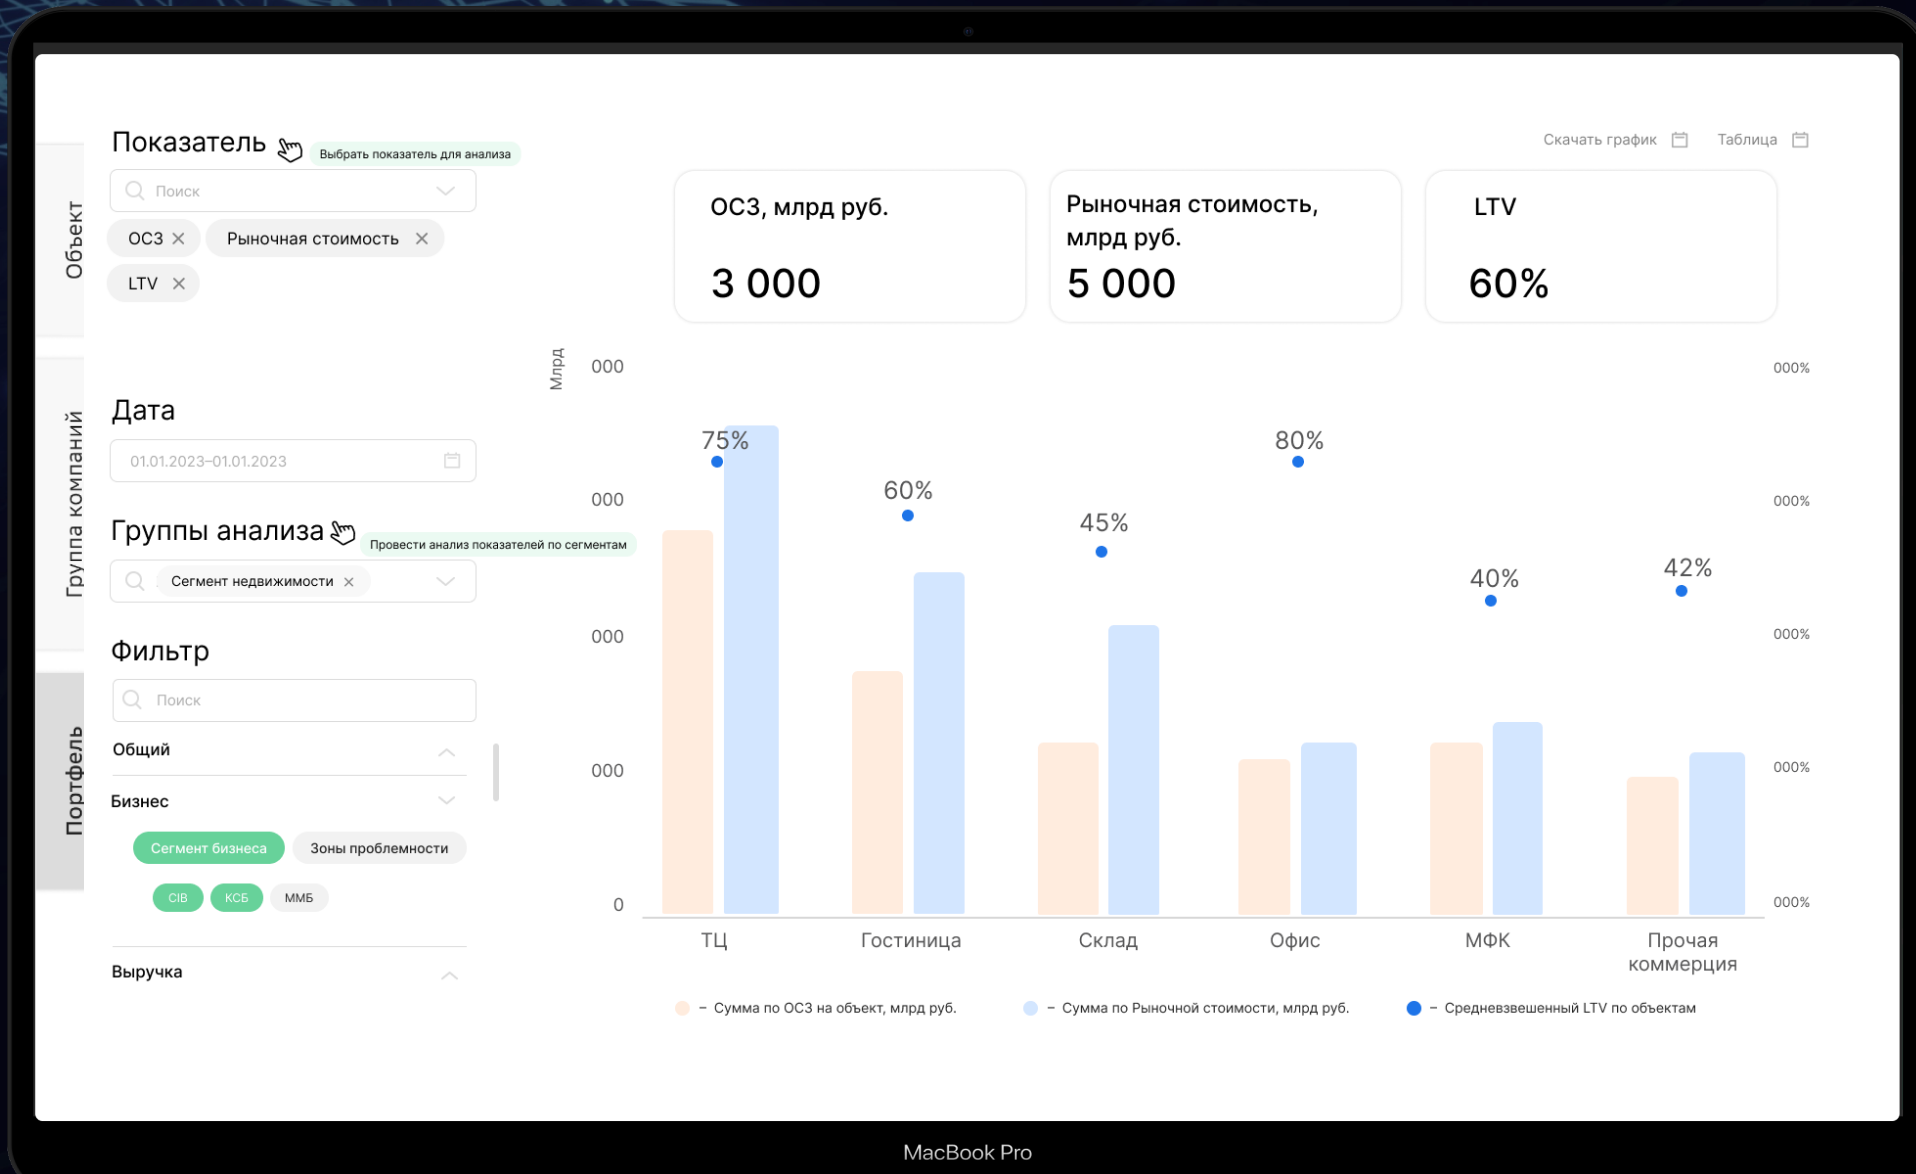 Показатель
Выбрать показатель для анализа
Поиск
ОСЗ
Рыночная стоимость
LTV
Объект
Группа компаний
Портфель
Дата
01.01.2023–01.01.2023
Группы анализа
Провести анализ показателей по сегментам
Сегмент недвижимости
Фильтр
Поиск
Общий
Бизнес
Сегмент бизнеса
Зоны проблемности
CIB
КСБ
ММБ
Выручка
Скачать график
Таблица
ОСЗ, млрд руб.
3 000
Рыночная стоимость,
млрд руб.
5 000
LTV
60%
Млрд
000
000
000
000
0
75%
60%
45%
80%
40%
42%
000%
000%
000%
000%
000%
ТЦ
Гостиница
Склад
Офис
МФК
Прочая
коммерция
– Сумма по ОСЗ на объект, млрд руб.
– Сумма по Рыночной стоимости, млрд руб.
– Средневзвешенный LTV по объектам
MacBook Pro